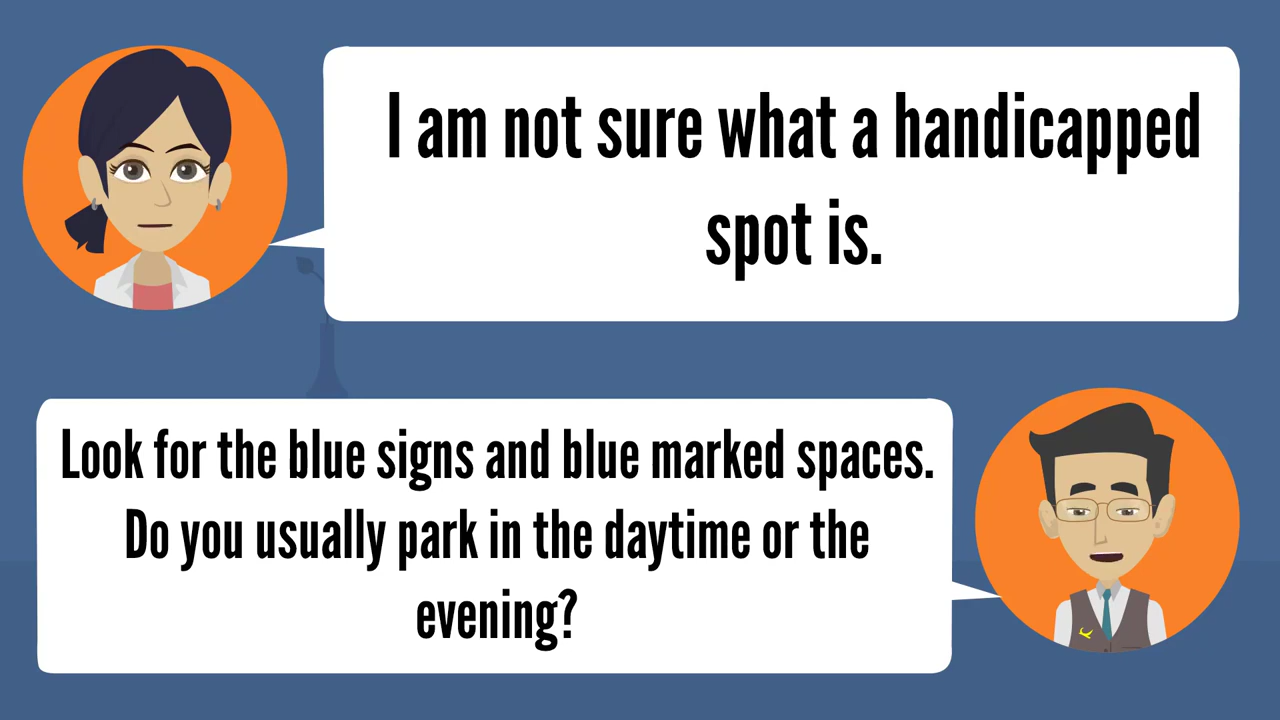 I am not sure what a handicapped
spot is.
Look for the blue signs and blue marked spaces.
Do you usually park in the daytime or the
evening?